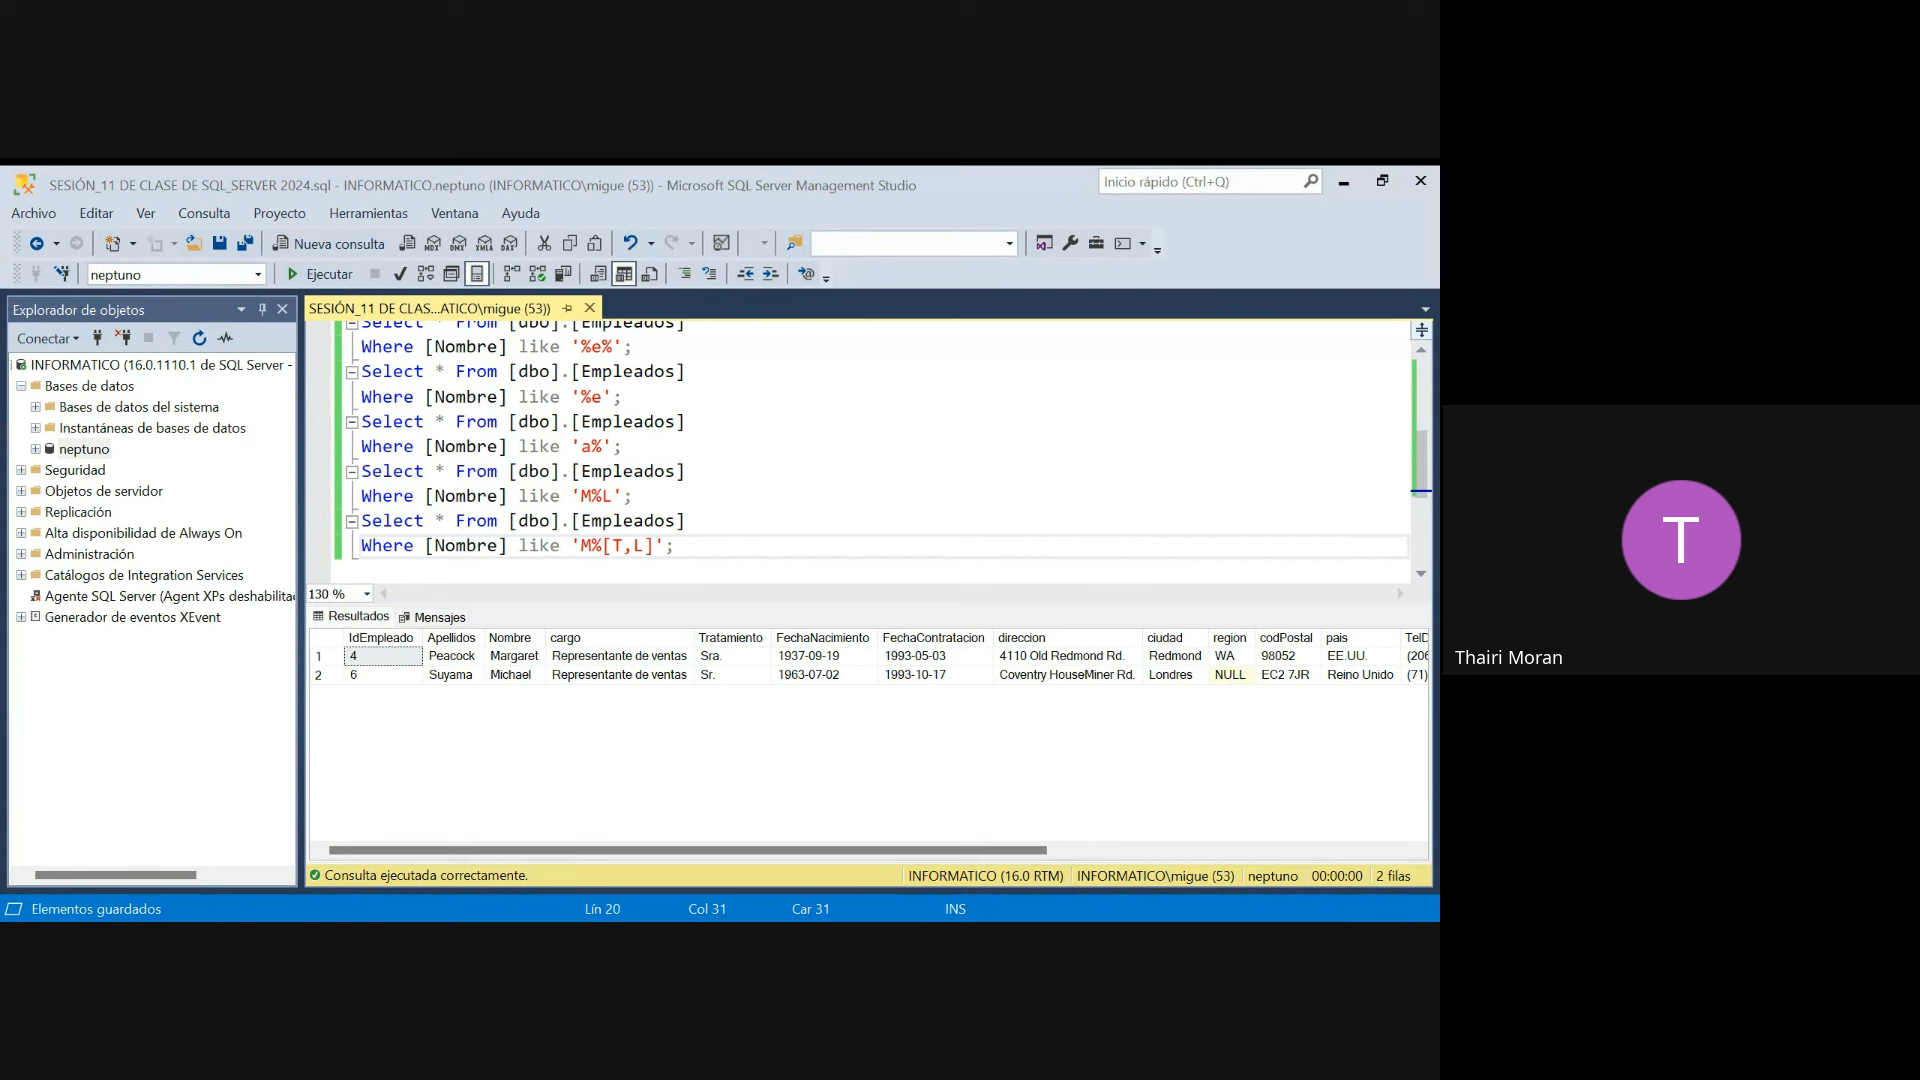 SESIÓN_11 DE CLASE DE SQL_SERVER 2024.sql - INFORMATICO.neptuno (INFORMATICO\migue (53)) - Microsoft SQL Server Management Studio
Inicio rápido (Ctrl+Q)
Archivo Editar Ver Consulta Proyecto Herramientas Ventana Ayuda
Nueva consulta
neptuno
Ejecutar
Explorador de objetos
Conectar
INFORMATICO (16.0.1110.1 de SQL Server -
Bases de datos
Bases de datos del sistema
Instantáneas de bases de datos
neptuno
Seguridad
Objetos de servidor
Replicación
Alta disponibilidad de Always On
Administración
Catálogos de Integration Services
Agente SQL Server (Agent XPs deshabilita
Generador de eventos XEvent
SESIÓN_11 DE CLAS...ATICO\migue (53))
Select * From [dbo].[Empleados]
Where [Nombre] like '%e%';
Select * From [dbo].[Empleados]
Where [Nombre] like '%e';
Select * From [dbo].[Empleados]
Where [Nombre] like 'a%';
Select * From [dbo].[Empleados]
Where [Nombre] like 'M%L';
Select * From [dbo].[Empleados]
Where [Nombre] like 'M%[T,L]';
130 %
Resultados Mensajes
IdEmpleado Apellidos Nombre cargo Tratamiento FechaNacimiento FechaContratacion direccion ciudad region codPostal pais TelD
1 4 Peacock Margaret Representante de ventas Sra. 1937-09-19 1993-05-03 4110 Old Redmond Rd. Redmond WA 98052 EE.UU. (206
2 6 Suyama Michael Representante de ventas Sr. 1963-07-02 1993-10-17 Coventry HouseMiner Rd. Londres NULL EC2 7JR Reino Unido (71)
Consulta ejecutada correctamente.
INFORMATICO (16.0 RTM) INFORMATICO\migue (53) neptuno 00:00:00 2 filas
Elementos guardados
Lín 20 Col 31 Car 31 INS
T
Thairi Moran